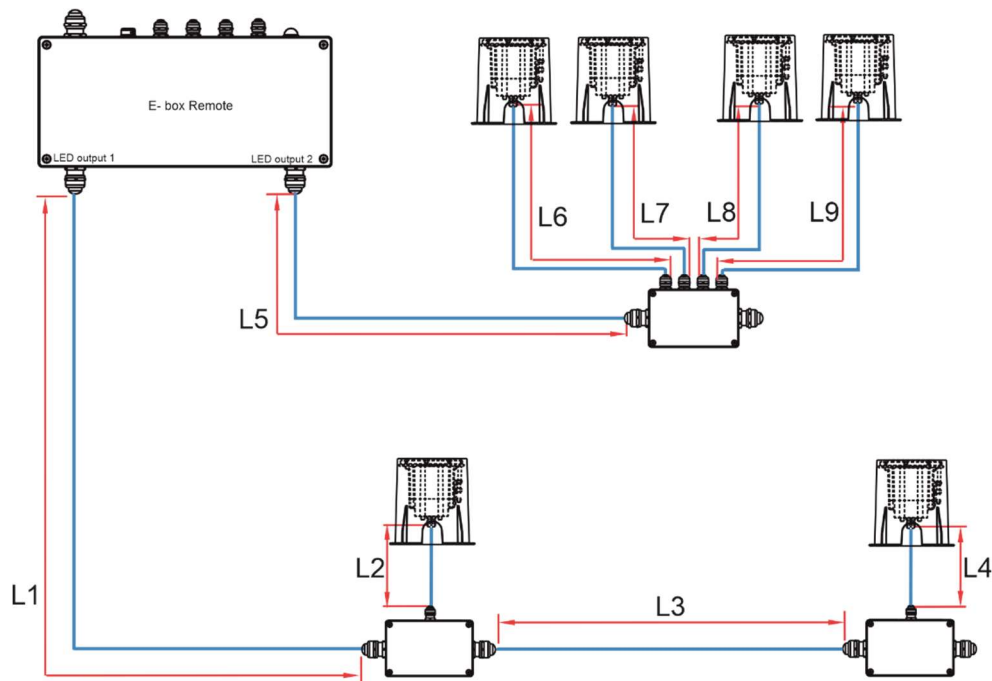 E- box Remote
LED output 1
LED output 2
L6
L7
L8
L9
L5
L1
L2
L3
L4